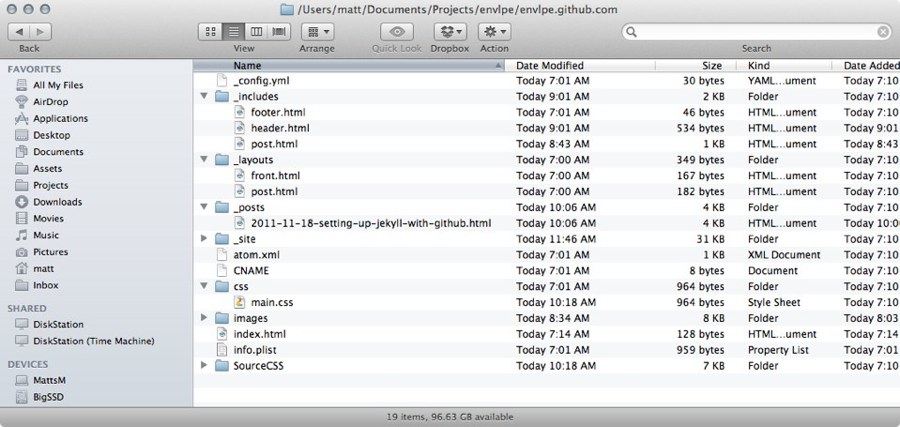 /Users/matt/Documents/Projects/envlpe/envlpe.github.com
Back View Arrange Quick Look Dropbox Action Search
FAVORITES
All My Files
AirDrop
Applications
Desktop
Documents
Assets
Projects
Downloads
Movies
Music
Pictures
matt
Inbox
SHARED
DiskStation
DiskStation (Time Machine)
DEVICES
MattsM
BigSSD
Name Date Modified Size Kind Date Added
_config.yml Today 7:01 AM 30 bytes YAML...ument Today 7:10
_includes Today 9:01 AM 2 KB Folder Today 7:10
footer.html Today 7:01 AM 46 bytes HTML...ument Today 7:10
header.html Today 9:01 AM 534 bytes HTML...ument Today 9:01
post.html Today 8:43 AM 1 KB HTML...ument Today 8:43
_layouts Today 7:00 AM 349 bytes Folder Today 7:10
front.html Today 7:00 AM 167 bytes HTML...ument Today 7:10
post.html Today 7:00 AM 182 bytes HTML...ument Today 7:10
_posts Today 10:06 AM 4 KB Folder Today 7:10
2011-11-18-setting-up-jekyll-with-github.html Today 10:06 AM 4 KB HTML...ument Today 10:0
_site Today 11:46 AM 31 KB Folder Today 7:10
atom.xml Today 7:01 AM 1 KB XML Document Today 7:10
CNAME Today 7:01 AM 8 bytes Document Today 7:10
css Today 7:01 AM 964 bytes Folder Today 7:10
main.css Today 10:18 AM 964 bytes Style Sheet Today 7:10
images Today 8:34 AM 8 KB Folder Today 8:03
index.html Today 7:14 AM 128 bytes HTML...ument Today 7:10
info.plist Today 7:01 AM 959 bytes Property List Today 7:01
SourceCSS Today 10:18 AM 7 KB Folder Today 7:10
19 items, 96.63 GB available